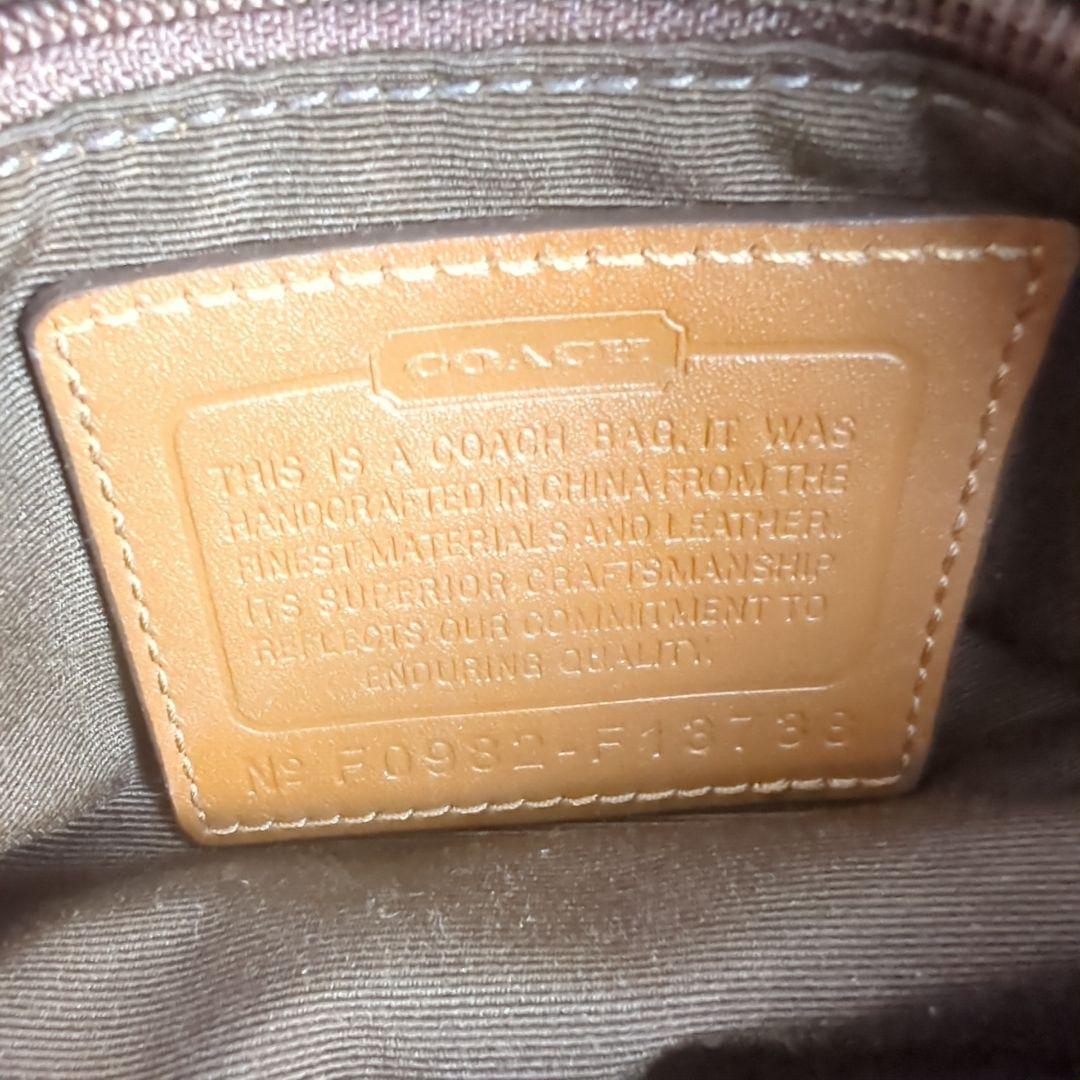 COACH
THIS IS A COACH BAG. IT WAS
HANDCRAFTED IN CHINA FROM THE
FINEST MATERIALS AND LEATHER.
ITS SUPERIOR CRAFTSMANSHIP
REFLECTS OUR COMMITMENT TO
ENDURING QUALITY.
Nº F0982-F13738